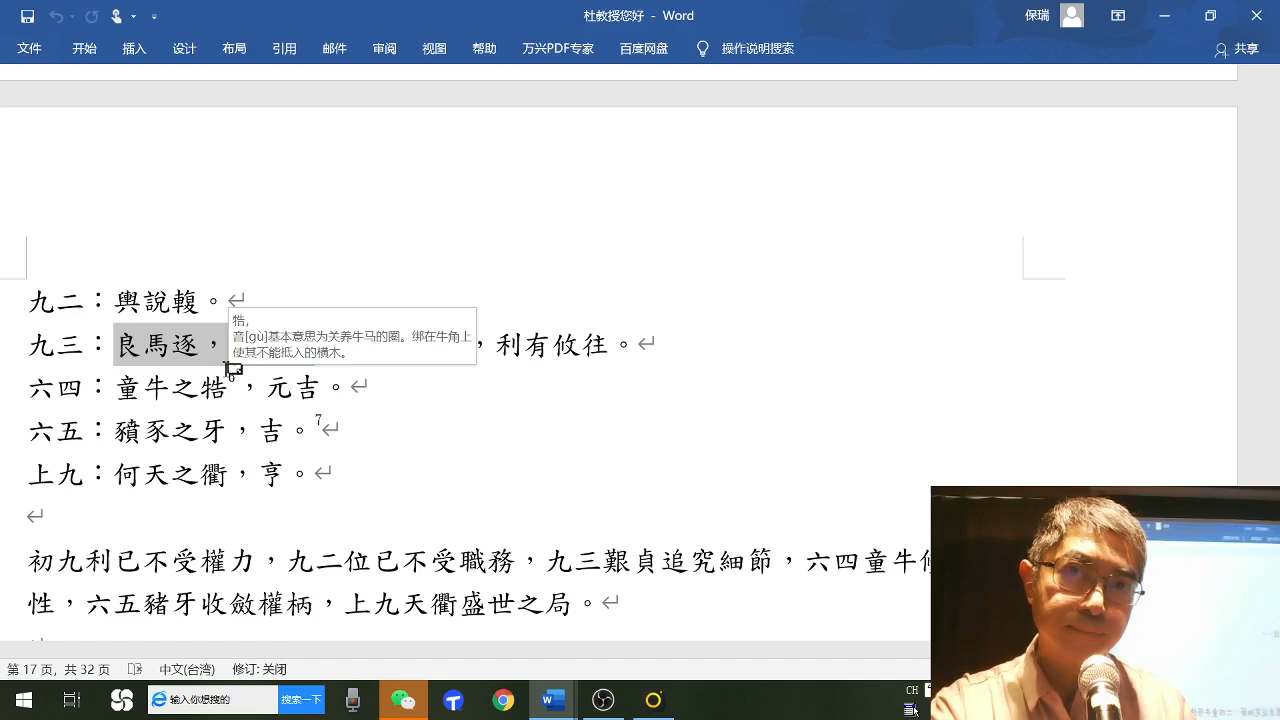 杜教授您好 - Word
保瑞
文件 开始 插入 设计 布局 引用 邮件 审阅 视图 帮助 万兴PDF专家 百度网盘 操作说明搜索 共享
九二：輿說輹。
牿,
音[gù]基本意思为关养牛马的圈。绑在牛角上
使其不能抵入的横木。
九三：良馬逐， ，利有攸往。
六四：童牛之牿6，元吉。
六五：豶豕之牙，吉。7
上九：何天之衢，亨。
初九利已不受權力，九二位已不受職務，九三艱貞追究細節，六四童牛
性，六五豬牙收斂權柄，上九天衢盛世之局。
第 17 页，共 32 页 中文(台湾) 修订: 关闭
输入你想搜的 搜索一下 CH